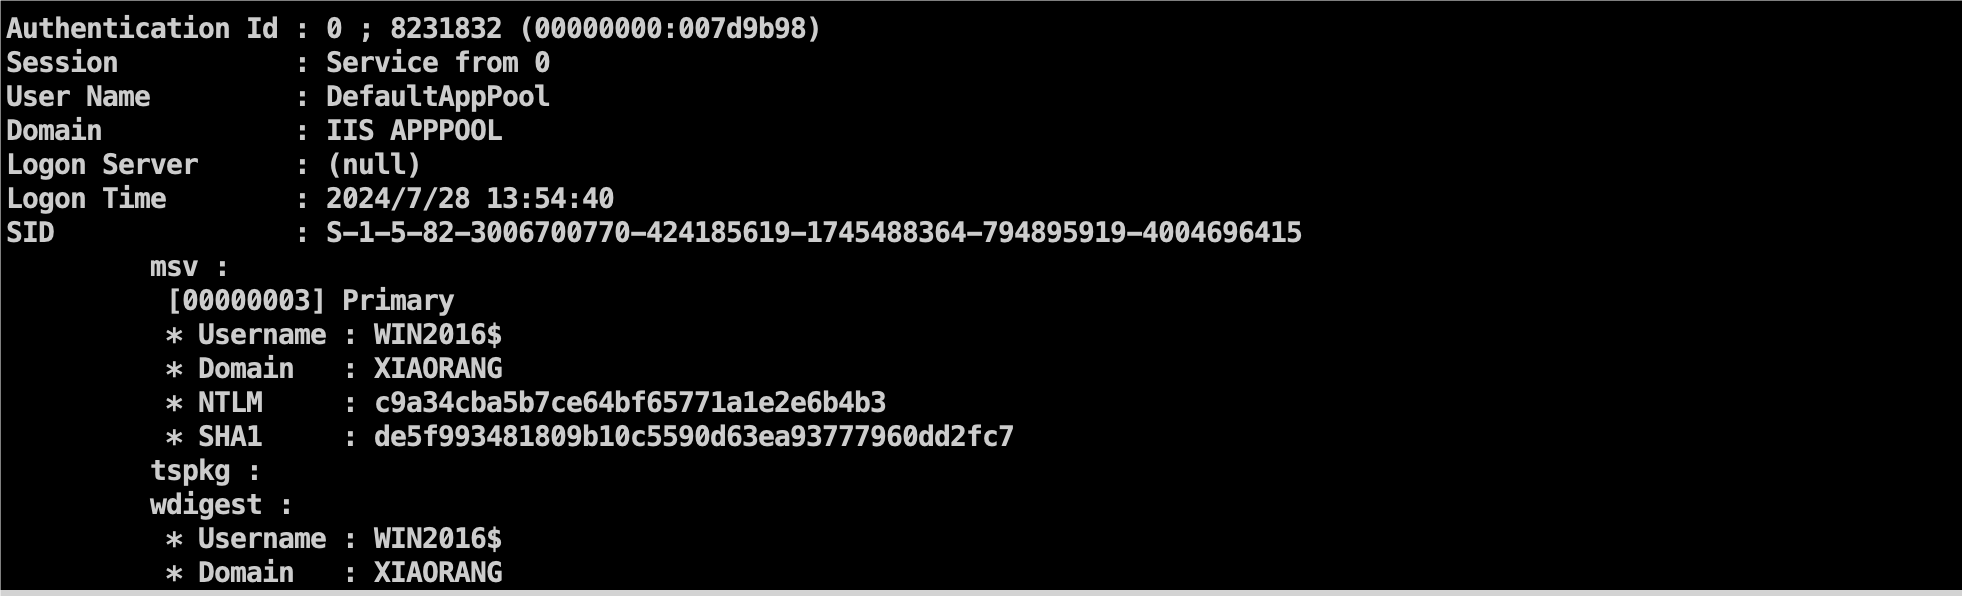 Authentication Id : 0 ; 8231832 (00000000:007d9b98)
Session           : Service from 0
User Name         : DefaultAppPool
Domain            : IIS APPPOOL
Logon Server      : (null)
Logon Time        : 2024/7/28 13:54:40
SID               : S-1-5-82-3006700770-424185619-1745488364-794895919-4004696415
         msv :
          [00000003] Primary
          * Username : WIN2016$
          * Domain   : XIAORANG
          * NTLM     : c9a34cba5b7ce64bf65771a1e2e6b4b3
          * SHA1     : de5f993481809b10c5590d63ea93777960dd2fc7
         tspkg :
         wdigest :
          * Username : WIN2016$
          * Domain   : XIAORANG